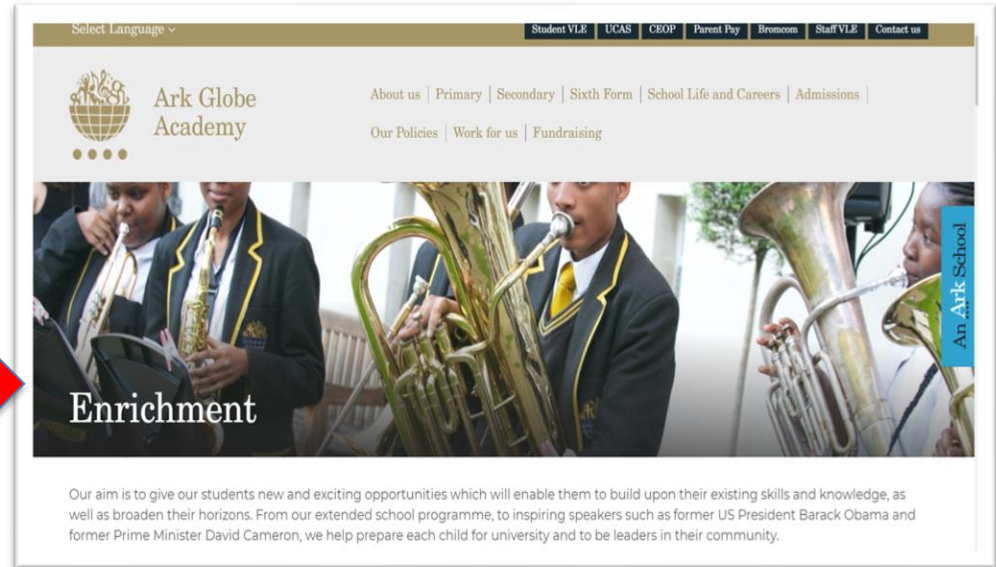 Select Language
Student VLE UCAS CEOP Parent Pay Bromcom Staff VLE Contact us
Ark Globe
Academy
About us | Primary | Secondary | Sixth Form | School Life and Careers | Admissions |
Our Policies | Work for us | Fundraising
An Ark School
Enrichment
Our aim is to give our students new and exciting opportunities which will enable them to build upon their existing skills and knowledge, as
well as broaden their horizons. From our extended school programme, to inspiring speakers such as former US President Barack Obama and
former Prime Minister David Cameron, we help prepare each child for university and to be leaders in their community.